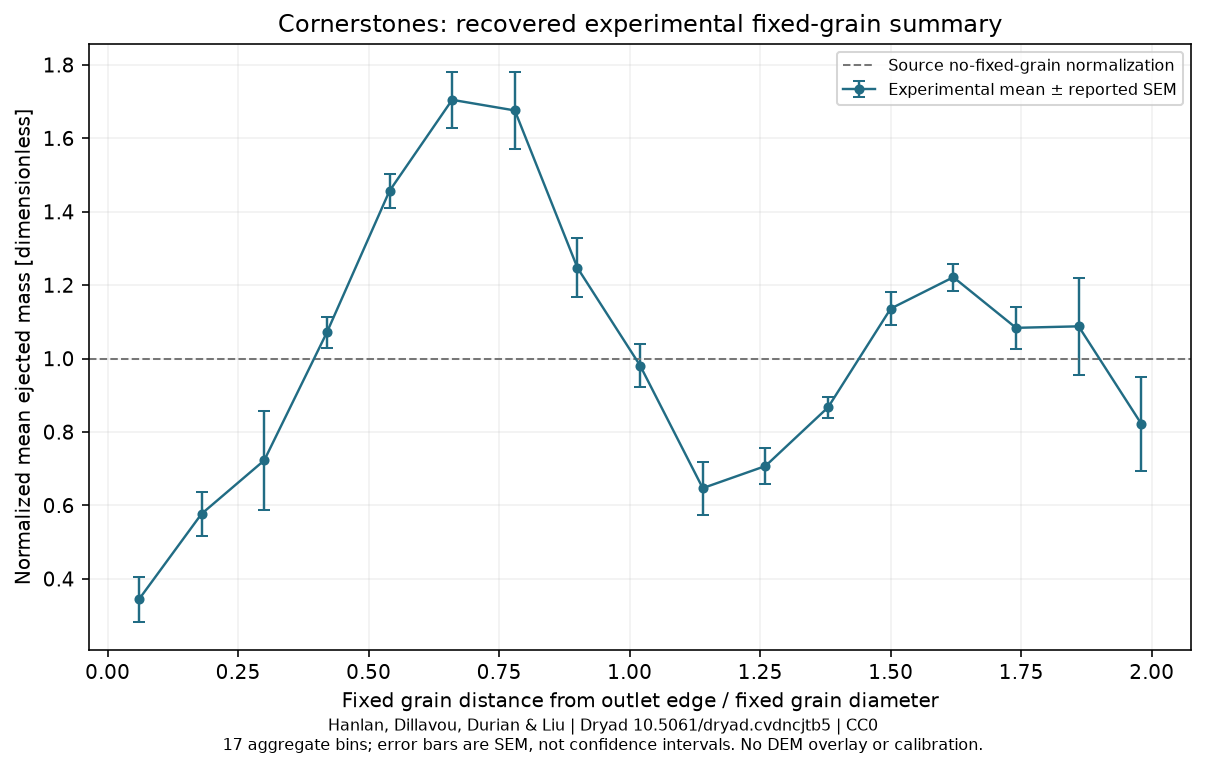 Cornerstones: recovered experimental fixed-grain summary
Source no-fixed-grain normalization
Experimental mean ± reported SEM
Normalized mean ejected mass [dimensionless]
1.8
1.6
1.4
1.2
1.0
0.8
0.6
0.4
0.00 0.25 0.50 0.75 1.00 1.25 1.50 1.75 2.00
Fixed grain distance from outlet edge / fixed grain diameter
Hanlan, Dillavou, Durian & Liu | Dryad 10.5061/dryad.cvdncjtb5 | CC0
17 aggregate bins; error bars are SEM, not confidence intervals. No DEM overlay or calibration.